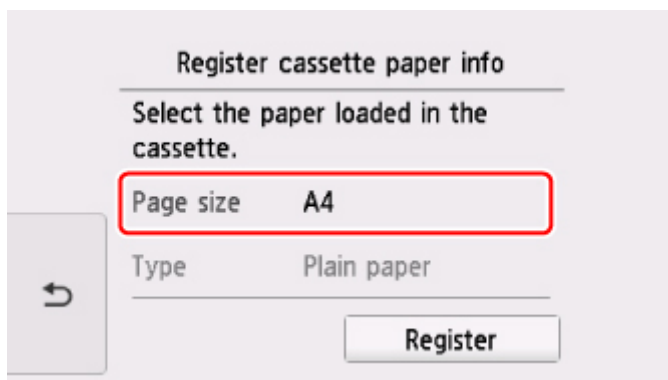 Register cassette paper info
Select the paper loaded in the
cassette.
Page size A4
Type Plain paper
Register